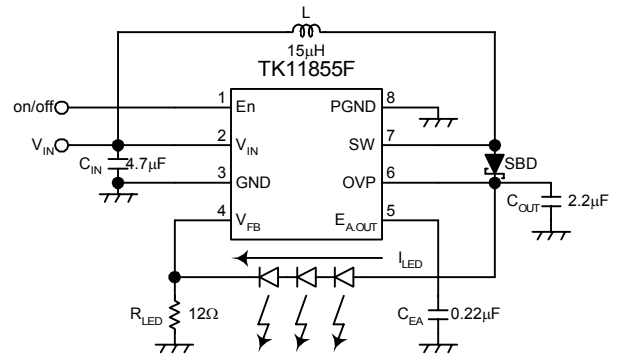 L
15µH
TK11855F
on/off
1 En
PGND 8
V_IN
2 V_IN
SW 7
C_IN 4.7µF
SBD
3 GND
OVP 6
C_OUT 2.2µF
4 V_FB
E_A.OUT 5
I_LED
R_LED 12Ω
C_EA 0.22µF